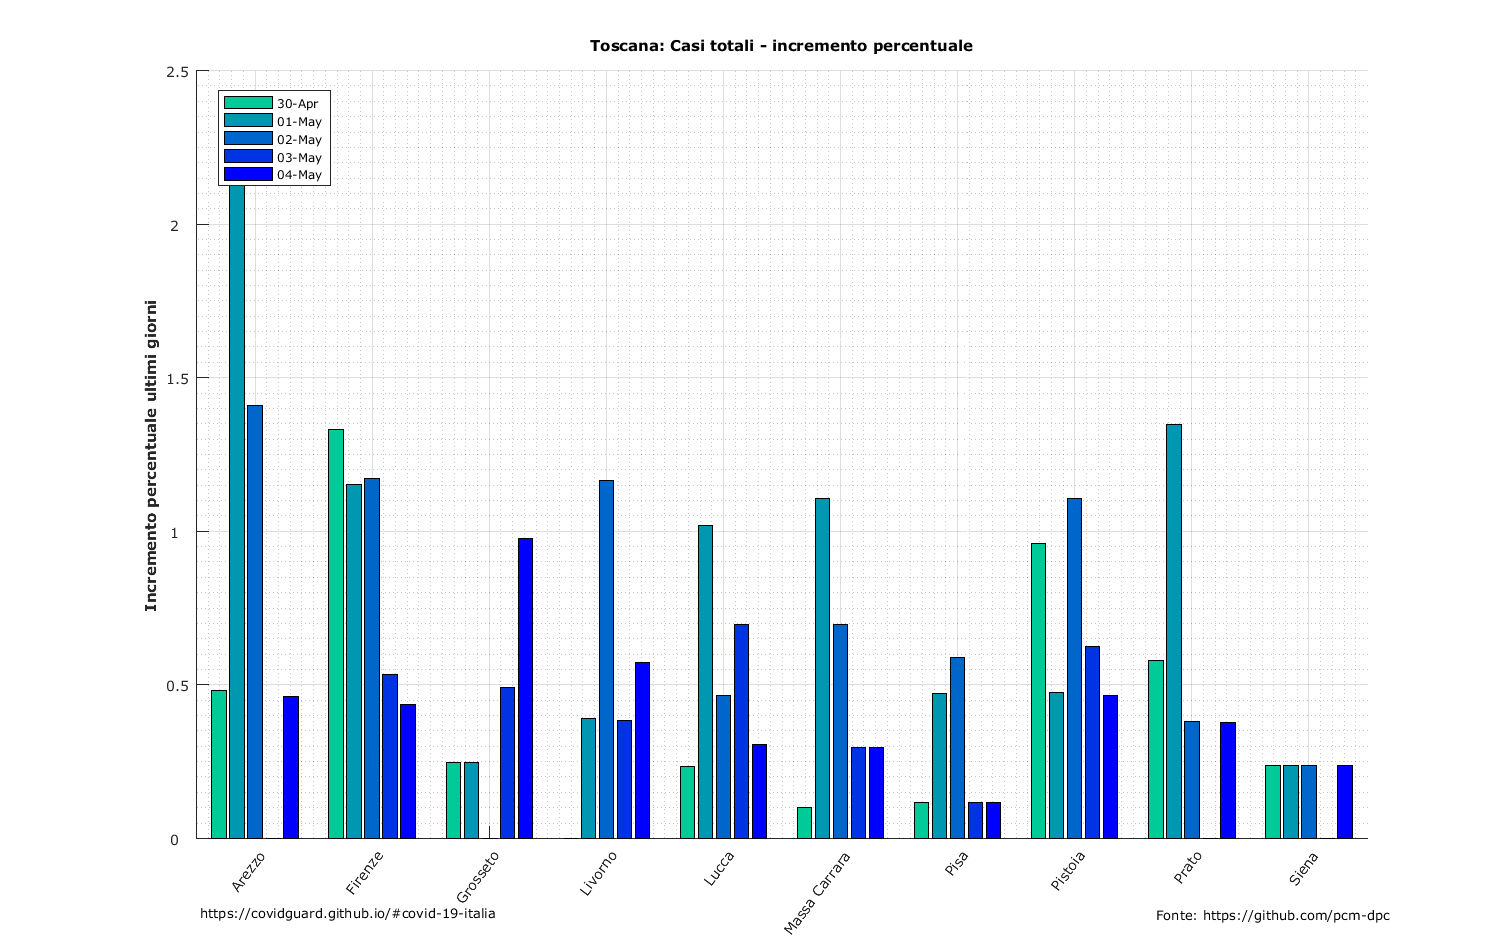 Toscana: Casi totali - incremento percentuale
Incremento percentuale ultimi giorni
2.5
2
1.5
1
0.5
0
30-Apr
01-May
02-May
03-May
04-May
Arezzo
Firenze
Grosseto
Livorno
Lucca
Massa Carrara
Pisa
Pistoia
Prato
Siena
https://covidguard.github.io/#covid-19-italia
Fonte: https://github.com/pcm-dpc